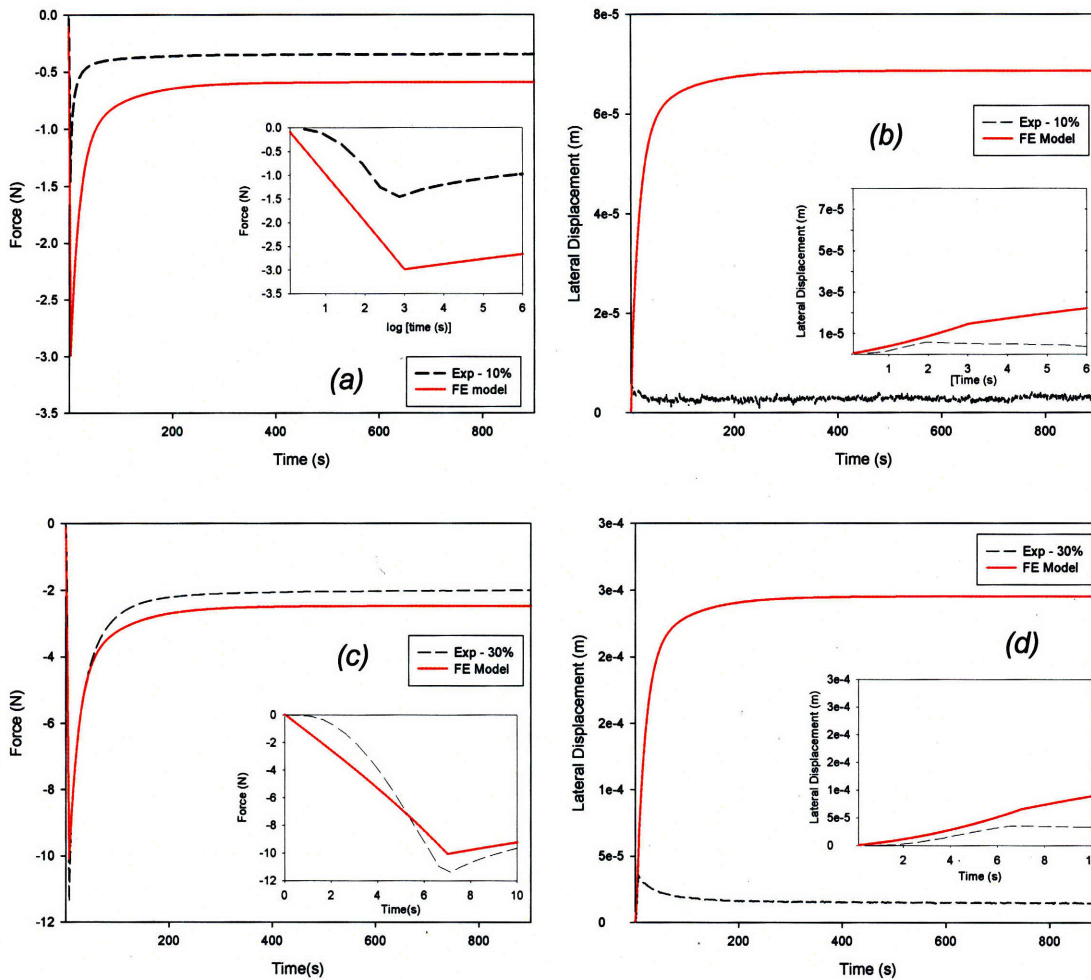 0.0
-0.5
-1.0
-1.5
-2.0
-2.5
-3.0
-3.5
Force (N)
200
400
600
800
Time (s)
0.0
-0.5
-1.0
-1.5
-2.0
-2.5
-3.0
-3.5
Force (N)
1
2
3
4
5
6
log [time (s)]
(a)
Exp - 10%
FE model
8e-5
6e-5
4e-5
2e-5
0
Lateral Displacement (m)
200
400
600
800
Time (s)
(b)
Exp - 10%
FE Model
7e-5
5e-5
3e-5
1e-5
Lateral Displacement (m)
1
2
3
4
5
6
[Time (s)
0
-2
-4
-6
-8
-10
-12
Force (N)
200
400
600
800
Time(s)
(c)
Exp - 30%
FE Model
0
-2
-4
-6
-8
-10
-12
Force (N)
0
2
4
6
8
10
Time(s)
3e-4
3e-4
2e-4
2e-4
1e-4
5e-5
0
Lateral Displacement (m)
200
400
600
800
Time (s)
Exp - 30%
FE Model
(d)
3e-4
2e-4
2e-4
1e-4
5e-5
0
Lateral Displacement (m)
2
4
6
8
Time (s)